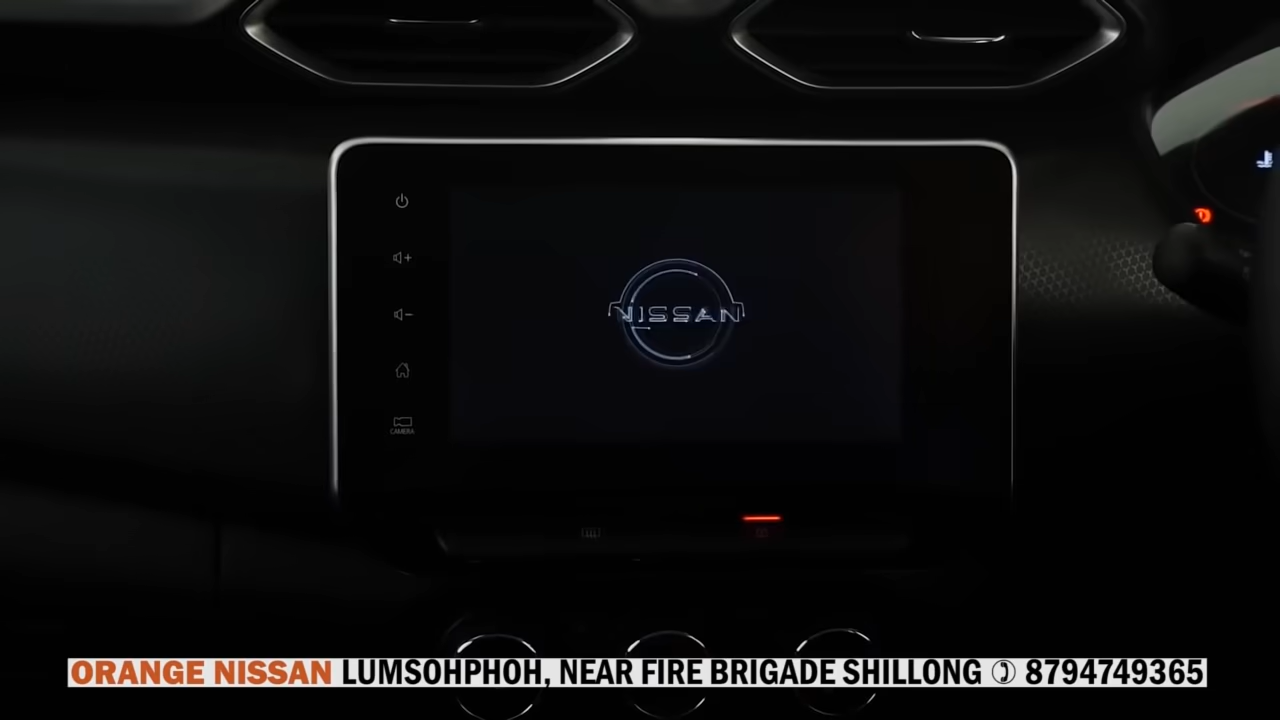 NISSAN
CAMERA
ORANGE NISSAN LUMSOHPHOH, NEAR FIRE BRIGADE SHILLONG ✆ 8794749365